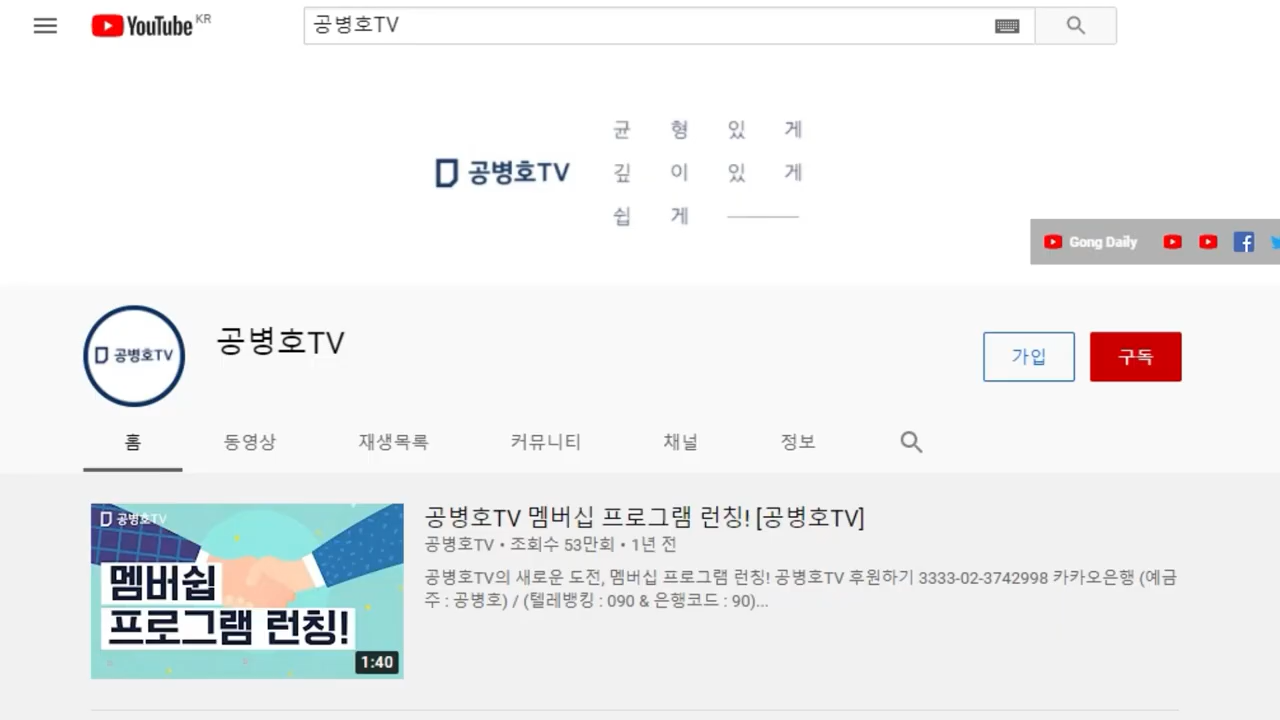 YouTube KR
공병호TV
균 형 있 게
공병호TV
깊 이 있 게
쉽 게
Gong Daily
공병호TV
공병호TV
가입
구독
홈
동영상
재생목록
커뮤니티
채널
정보
공병호TV
멤버쉽
프로그램 런칭!
1:40
공병호TV 멤버십 프로그램 런칭! [공병호TV]
공병호TV • 조회수 53만회 • 1년 전
공병호TV의 새로운 도전, 멤버십 프로그램 런칭! 공병호TV 후원하기 3333-02-3742998 카카오은행 (예금
주 : 공병호) / (텔레뱅킹 : 090 & 은행코드 : 90)...